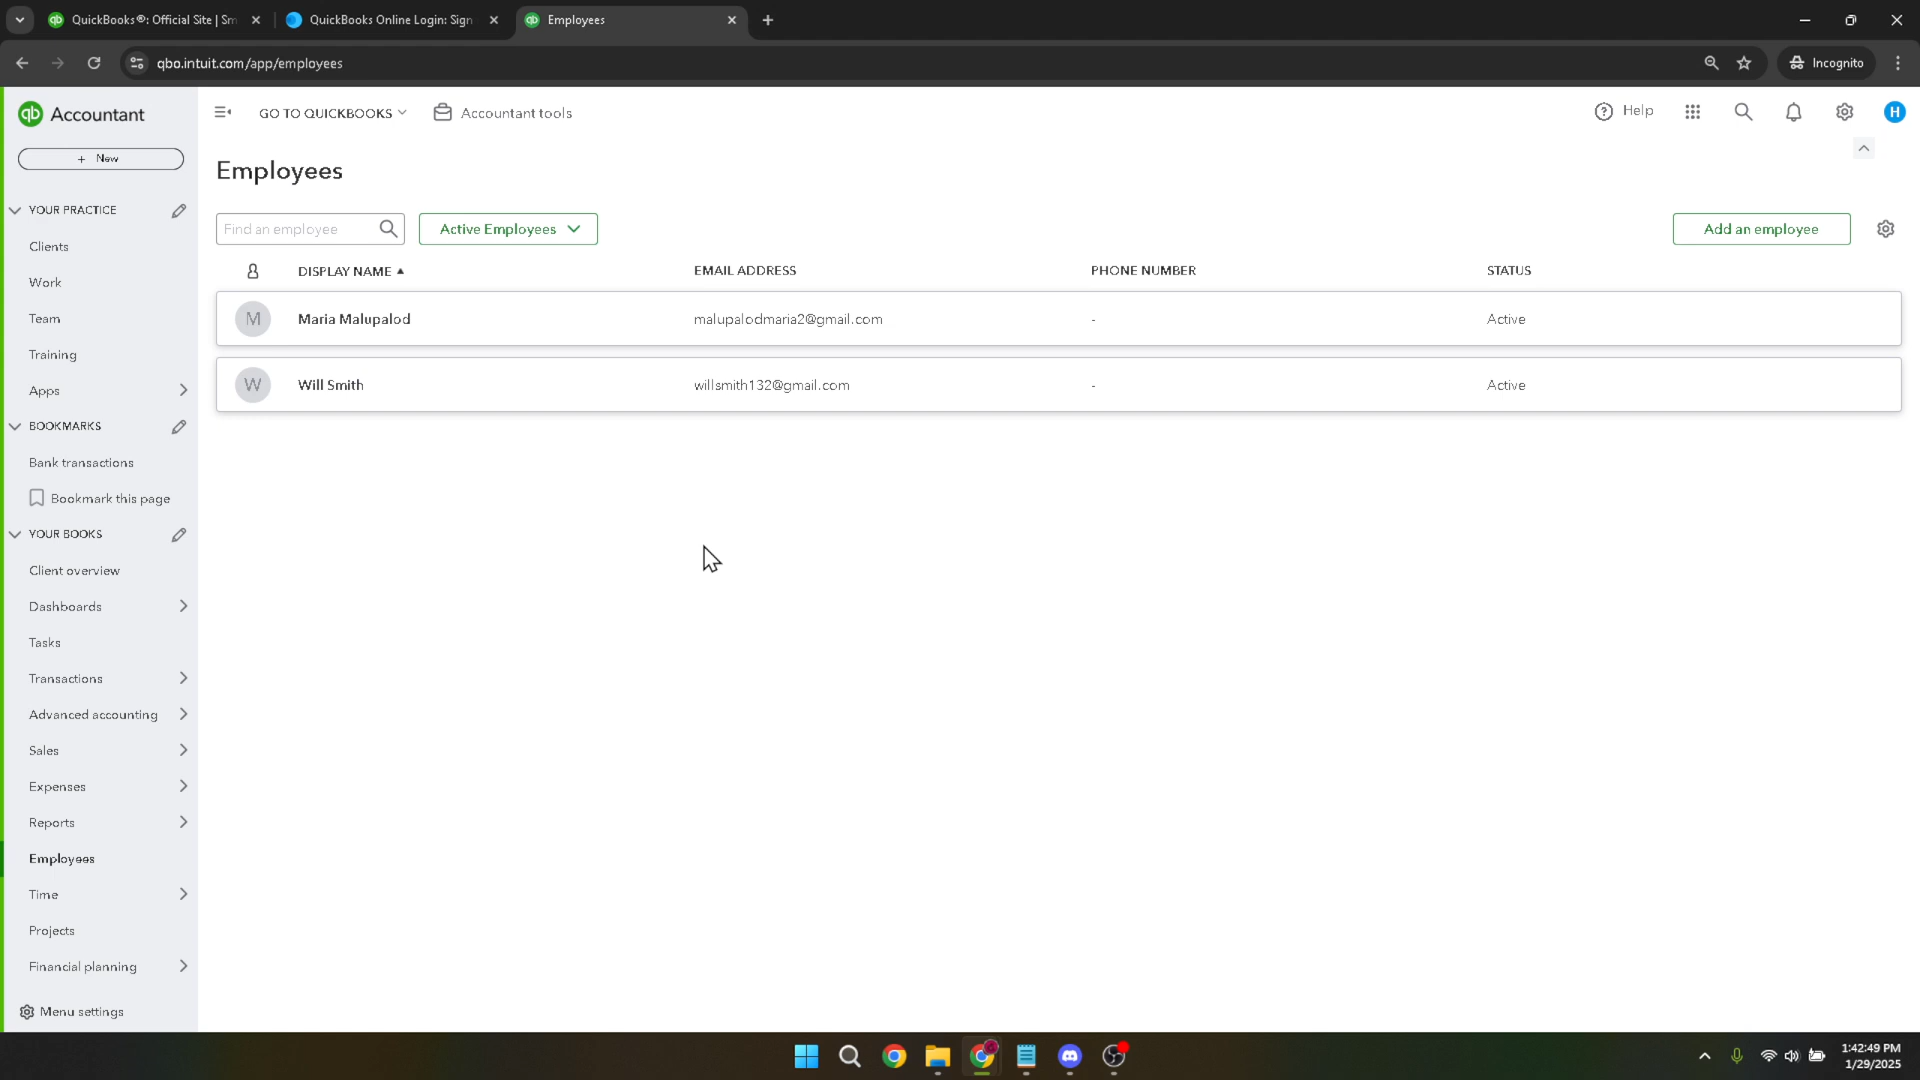 QuickBooks®: Official Site | Sm
QuickBooks Online Login: Sign
Employees
qbo.intuit.com/app/employees
Incognito
qb Accountant
GO TO QUICKBOOKS
Accountant tools
Help
H
+ New
Employees
YOUR PRACTICE
Clients
Work
Team
Training
Apps
BOOKMARKS
Bank transactions
Bookmark this page
YOUR BOOKS
Client overview
Dashboards
Tasks
Transactions
Advanced accounting
Sales
Expenses
Reports
Employees
Time
Projects
Financial planning
Menu settings
Find an employee
Active Employees
Add an employee
DISPLAY NAME
EMAIL ADDRESS
PHONE NUMBER
STATUS
M
Maria Malupalod
malupalodmaria2@gmail.com
-
Active
W
Will Smith
willsmith132@gmail.com
-
Active
1:42:49 PM
1/29/2025